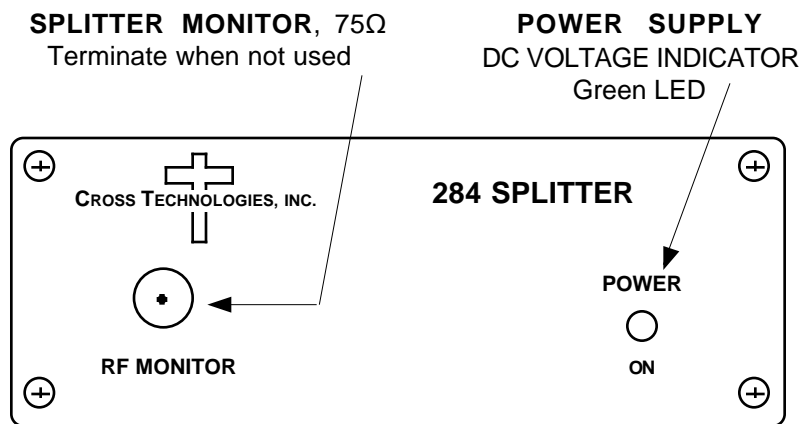 SPLITTER MONITOR, 75Ω
Terminate when not used
POWER SUPPLY
DC VOLTAGE INDICATOR
Green LED
CROSS TECHNOLOGIES, INC.
284 SPLITTER
RF MONITOR
POWER
ON